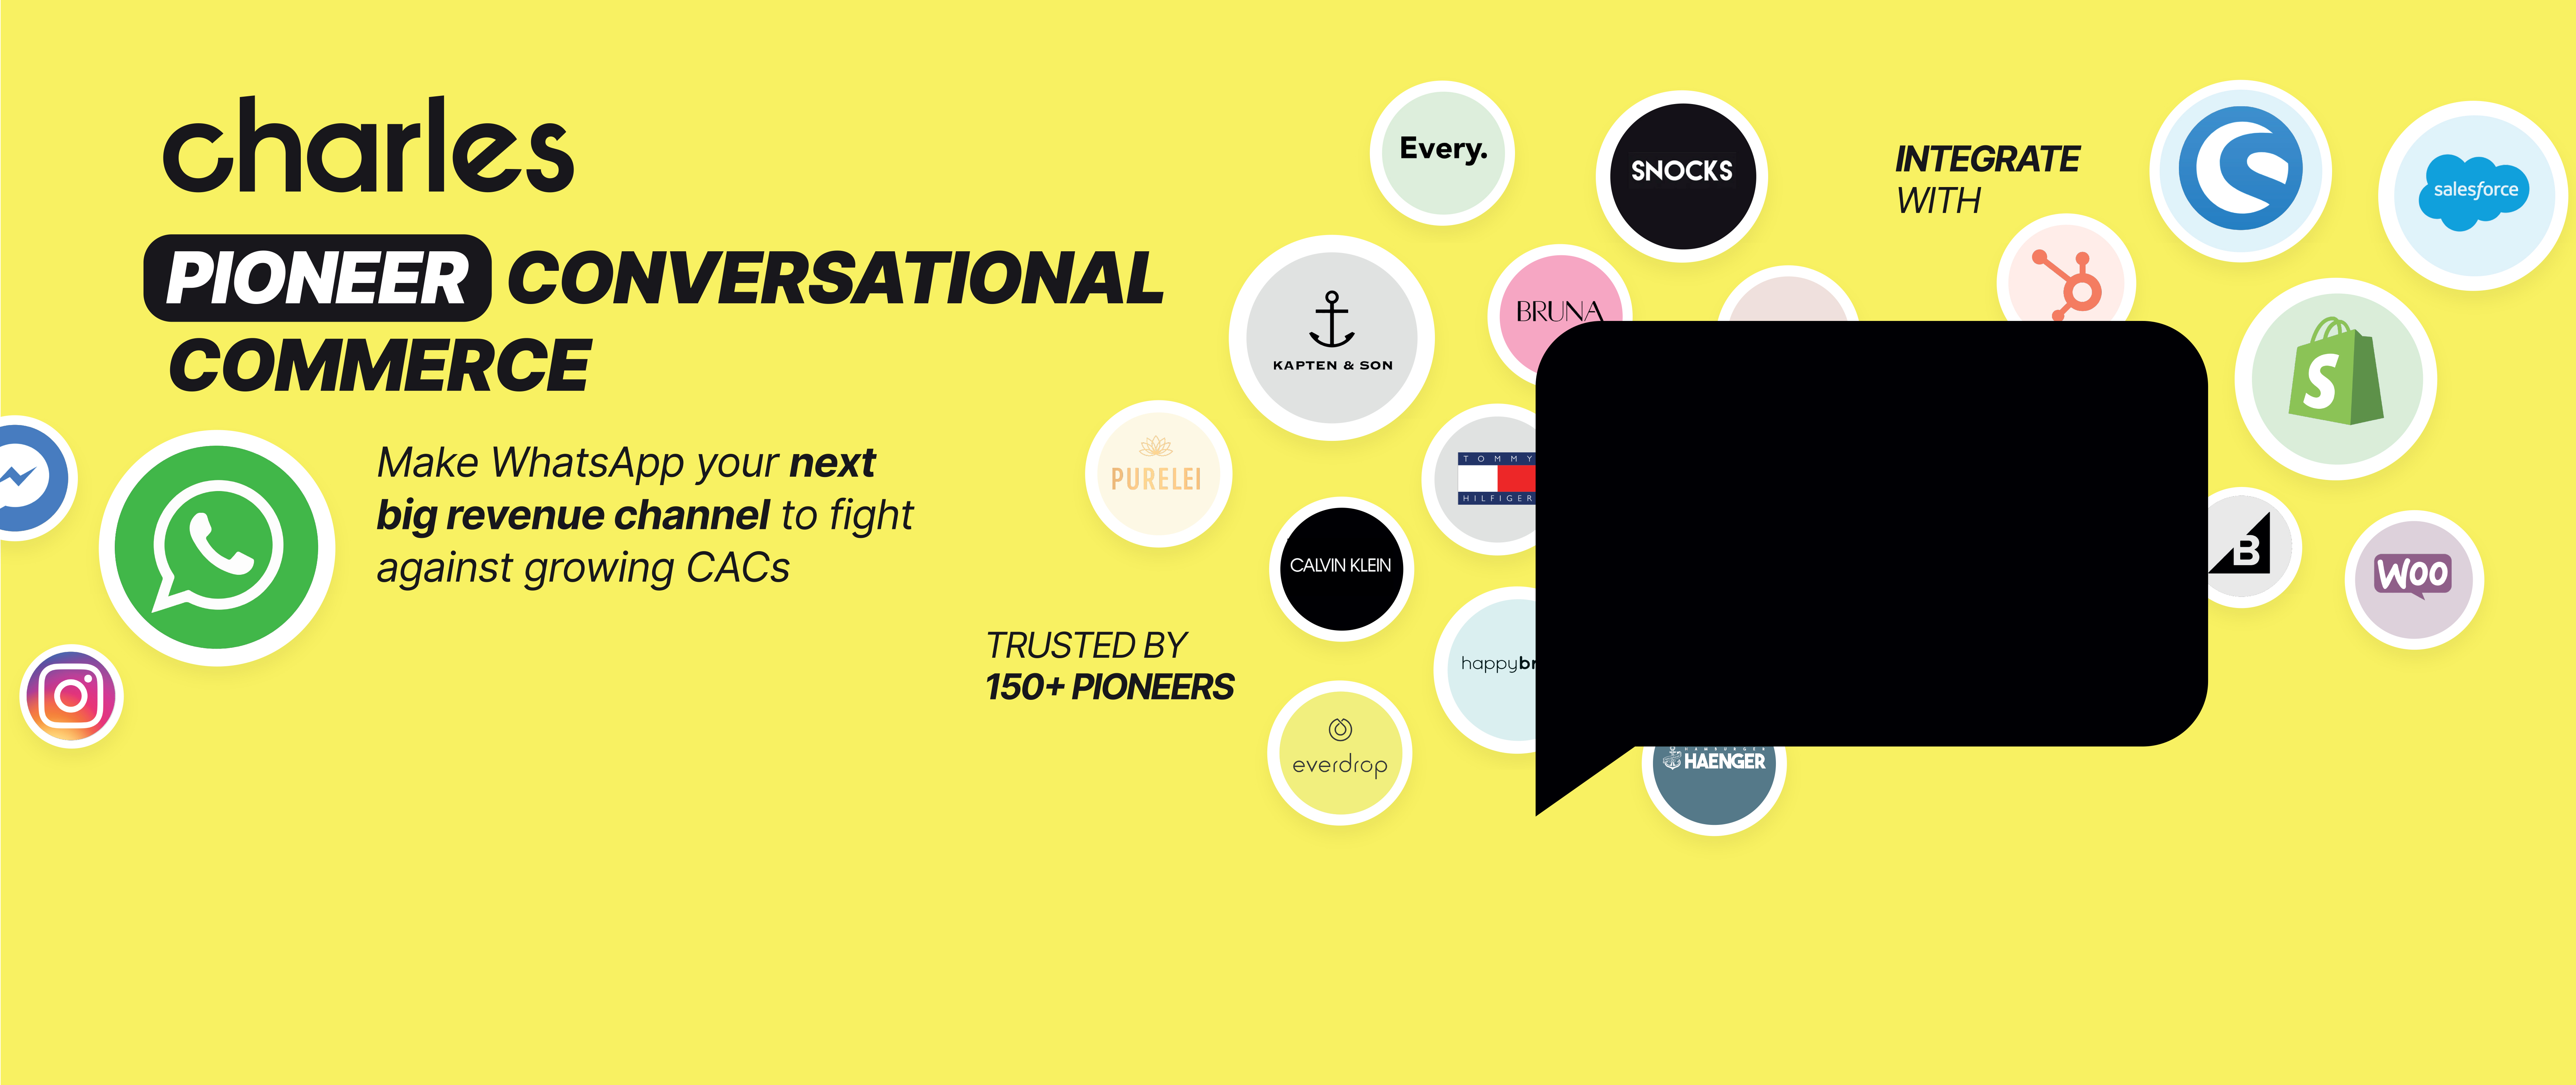 charles
PIONEER CONVERSATIONAL
COMMERCE
Make WhatsApp your next
big revenue channel to fight
against growing CACs
TRUSTED BY
150+ PIONEERS
Every.
SNOCKS
KAPTEN & SON
BRUNA
PURELEI
TOMMY
HILFIGER
CALVIN KLEIN
happybr
everdrop
HAENGER
INTEGRATE
WITH
salesforce
S
B
WOO